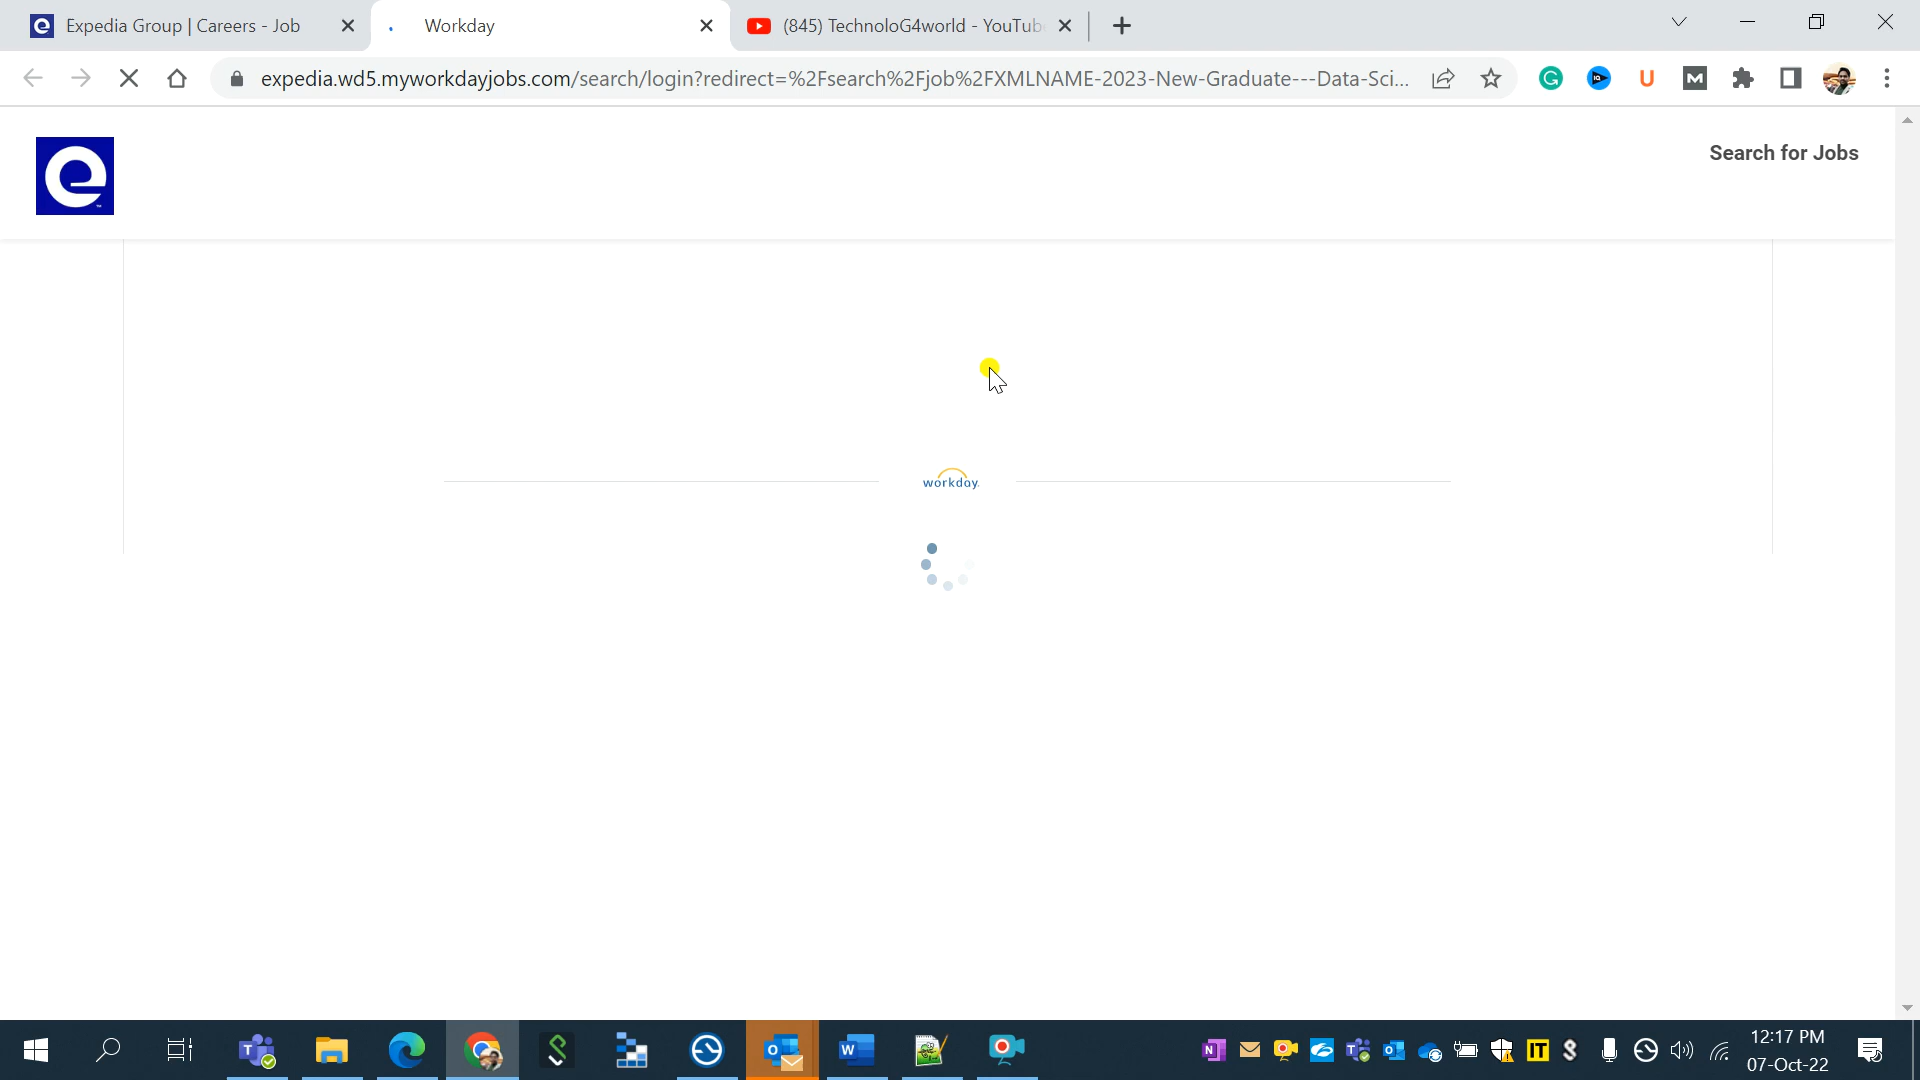 Expedia Group | Careers - Job
Workday
(845) TechnoloG4world - YouTub
expedia.wd5.myworkdayjobs.com/search/login?redirect=%2Fsearch%2Fjob%2FXMLNAME-2023-New-Graduate---Data-Sci...
Search for Jobs
workday.
12:17 PM
07-Oct-22